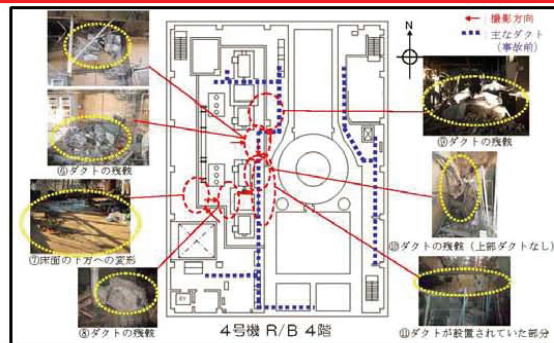 撮影方向
主なダクト
(事故前)
N
⑥ダクトの残骸
⑦床面の下方への変形
⑧ダクトの残骸
⑨ダクトの残骸
⑩ダクトの残骸 (上部ダクトなし)
⑪ダクトが設置されていた部分
4号機 R/B 4階